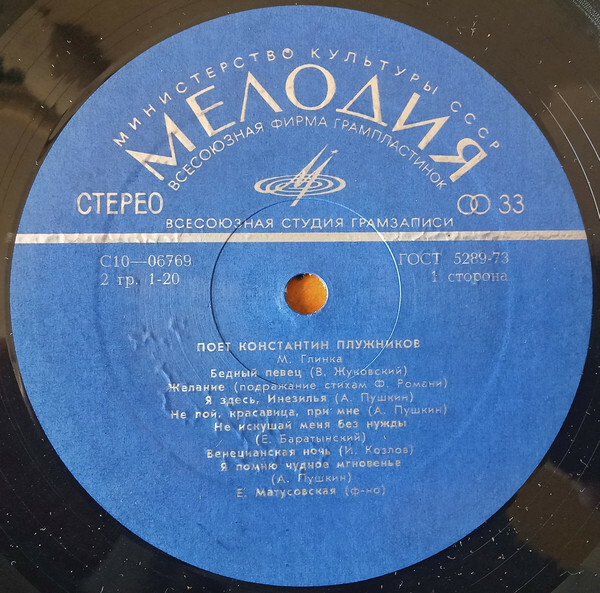 МИНИСТЕРСТВО КУЛЬТУРЫ СССР
МЕЛОДИЯ
ВСЕСОЮЗНАЯ ФИРМА ГРАМПЛАСТИНОК
СТЕРЕО 33
ВСЕСОЮЗНАЯ СТУДИЯ ГРАМЗАПИСИ
С10—06769 ГОСТ 5289-73
2 гр. 1-20 1 сторона
ПОЕТ КОНСТАНТИН ПЛУЖНИКОВ
М. Глинка
Бедный певец (В. Жуковский)
Желание (подражание стихам Ф. Романи)
Я здесь, Инезилья (А. Пушкин)
Не пой, красавица, при мне (А. Пушкин)
Не искушай меня без нужды
(Е. Баратынский)
Венецианская ночь (И. Козлов)
Я помню чудное мгновенье
(А. Пушкин)
Е. Матусовская (ф-но)